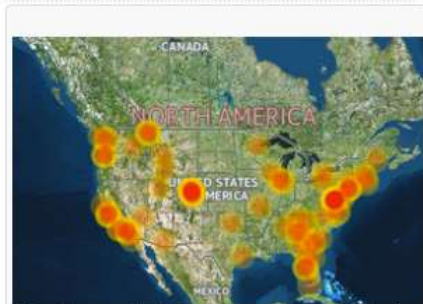 CANADA
NORTH AMERICA
UNITED STATES
AMERICA
MEXICO